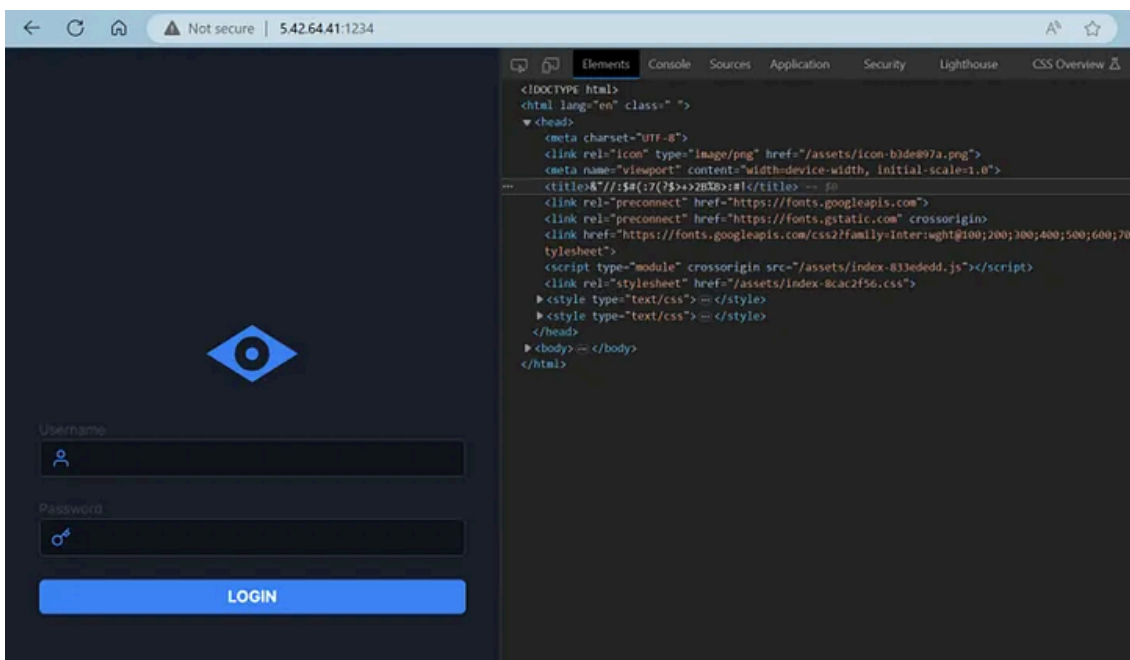 Not secure | 5.42.64.41:1234
Elements Console Sources Application Security Lighthouse CSS Overview
<!DOCTYPE html>
<html lang="en" class=" ">
<head>
<meta charset="UTF-8">
<link rel="icon" type="image/png" href="/assets/icon-b3de897a.png">
<meta name="viewport" content="width=device-width, initial-scale=1.0">
<title>&"//:$#(:7(?$>+>2B%8>:#!</title> == $0
<link rel="preconnect" href="https://fonts.googleapis.com">
<link rel="preconnect" href="https://fonts.gstatic.com" crossorigin>
<link href="https://fonts.googleapis.com/css2?family=Inter:wght@100;200;300;400;500;600;70
tylesheet">
<script type="module" crossorigin src="/assets/index-833ededd.js"></script>
<link rel="stylesheet" href="/assets/index-8cac2f56.css">
<style type="text/css">…</style>
<style type="text/css">…</style>
</head>
<body>…</body>
</html>
Username
Password
LOGIN